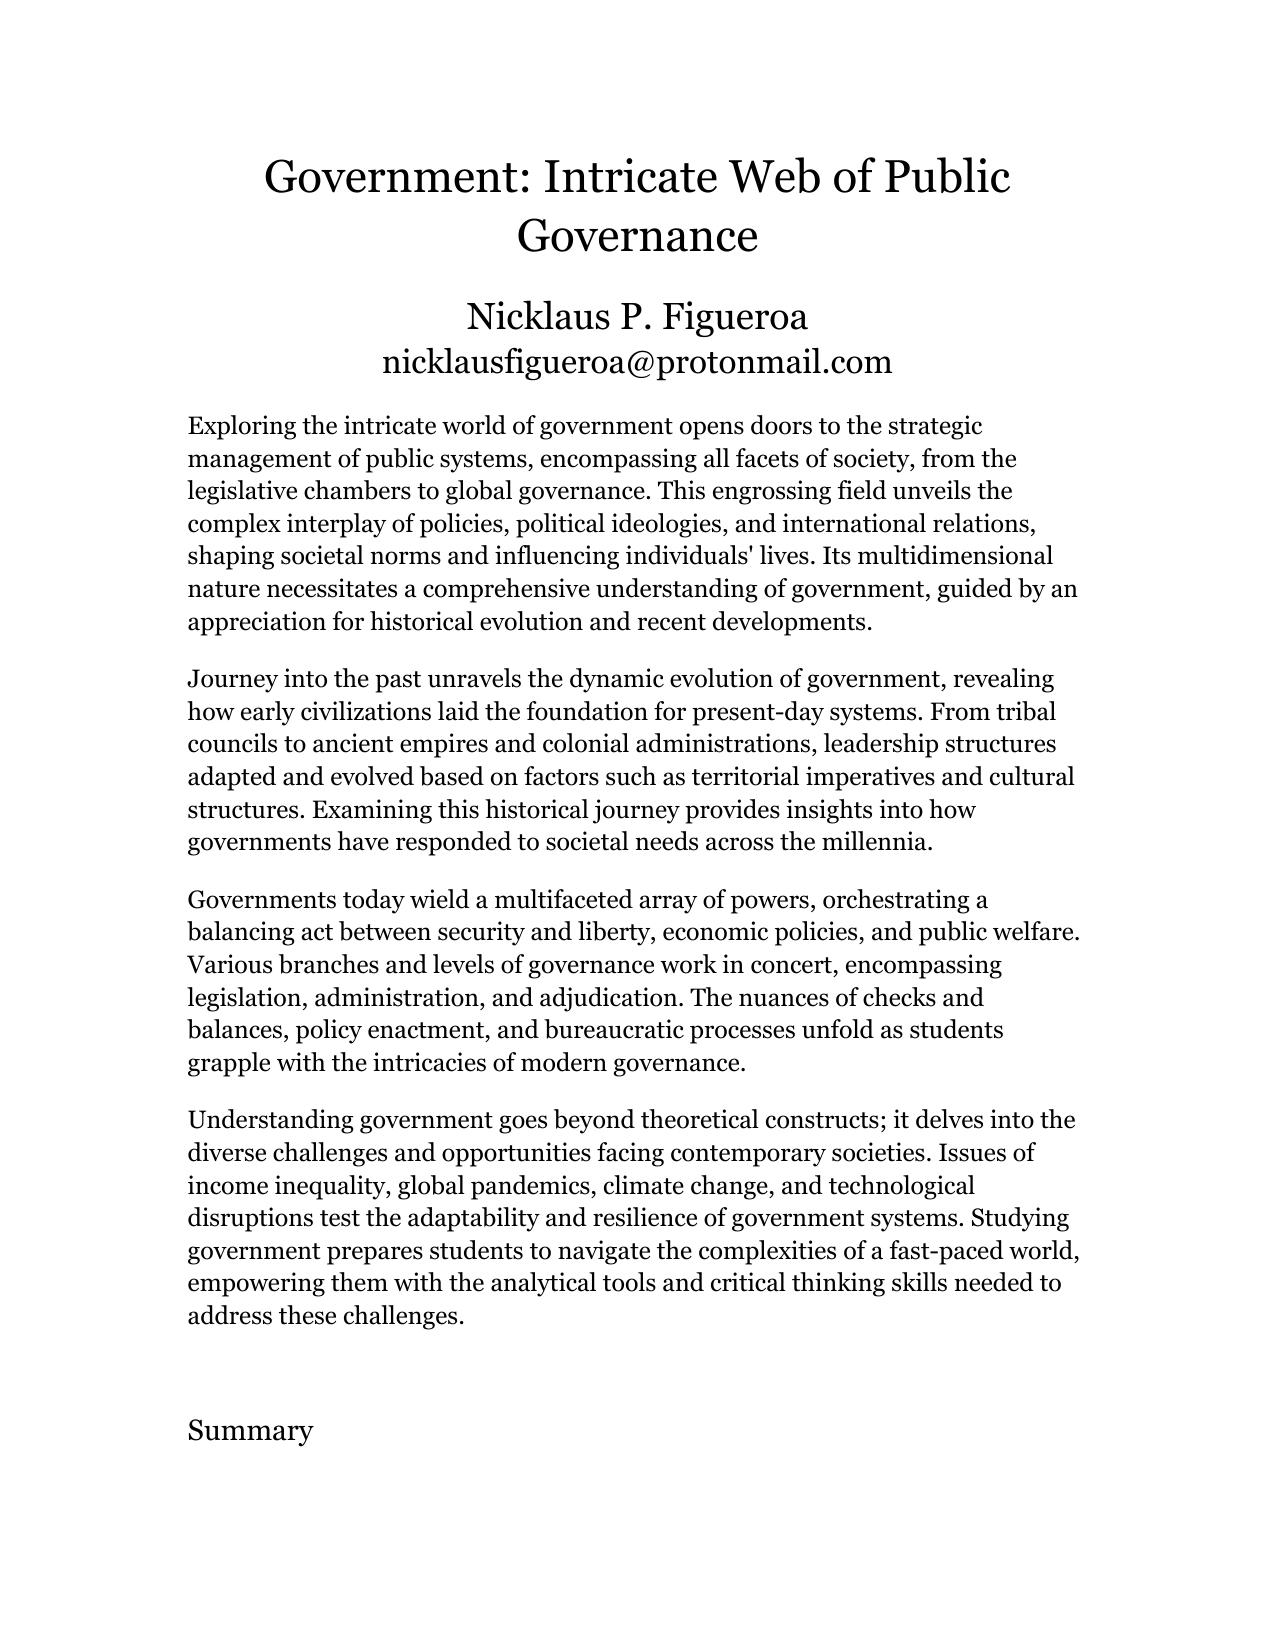 Government: Intricate Web of Public
Governance
Nicklaus P. Figueroa
nicklausfigueroa@protonmail.com
Exploring the intricate world of government opens doors to the strategic
management of public systems, encompassing all facets of society, from the
legislative chambers to global governance. This engrossing field unveils the
complex interplay of policies, political ideologies, and international relations,
shaping societal norms and influencing individuals' lives. Its multidimensional
nature necessitates a comprehensive understanding of government, guided by an
appreciation for historical evolution and recent developments.
Journey into the past unravels the dynamic evolution of government, revealing
how early civilizations laid the foundation for present-day systems. From tribal
councils to ancient empires and colonial administrations, leadership structures
adapted and evolved based on factors such as territorial imperatives and cultural
structures. Examining this historical journey provides insights into how
governments have responded to societal needs across the millennia.
Governments today wield a multifaceted array of powers, orchestrating a
balancing act between security and liberty, economic policies, and public welfare.
Various branches and levels of governance work in concert, encompassing
legislation, administration, and adjudication. The nuances of checks and
balances, policy enactment, and bureaucratic processes unfold as students
grapple with the intricacies of modern governance.
Understanding government goes beyond theoretical constructs; it delves into the
diverse challenges and opportunities facing contemporary societies. Issues of
income inequality, global pandemics, climate change, and technological
disruptions test the adaptability and resilience of government systems. Studying
government prepares students to navigate the complexities of a fast-paced world,
empowering them with the analytical tools and critical thinking skills needed to
address these challenges.
Summary